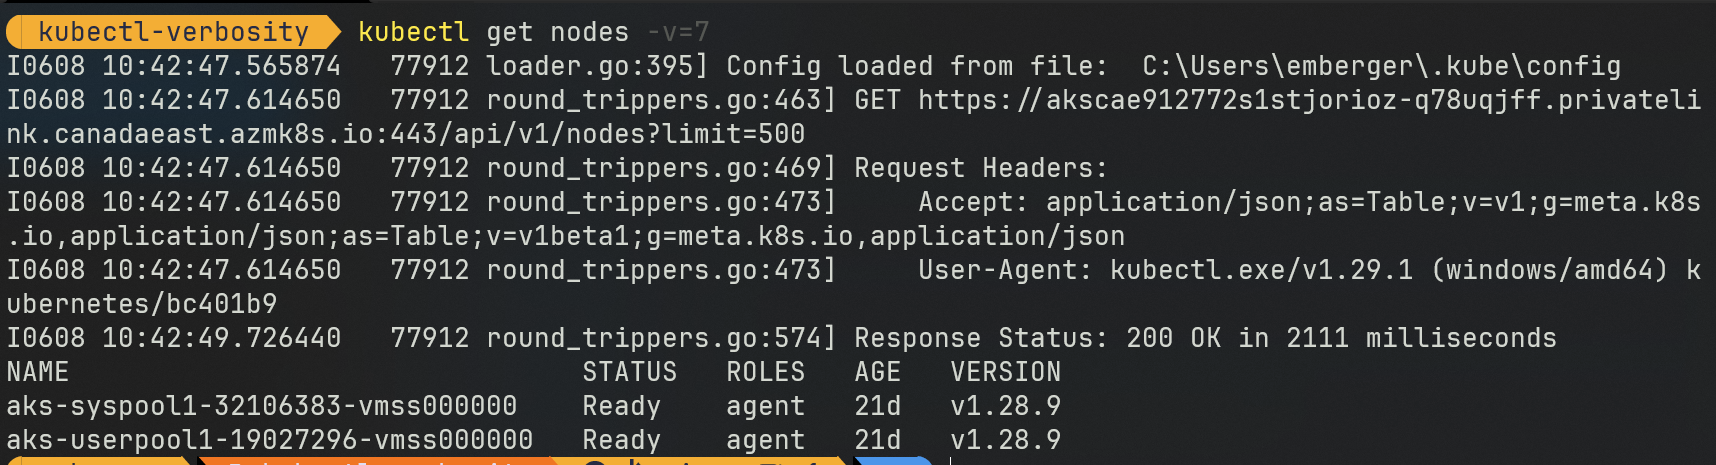 kubectl-verbosity kubectl get nodes -v=7
I0608 10:42:47.565874   77912 loader.go:395] Config loaded from file:  C:\Users\emberger\.kube\config
I0608 10:42:47.614650   77912 round_trippers.go:463] GET https://akscae912772s1stjorioz-q78uqjff.privateli
nk.canadaeast.azmk8s.io:443/api/v1/nodes?limit=500
I0608 10:42:47.614650   77912 round_trippers.go:469] Request Headers:
I0608 10:42:47.614650   77912 round_trippers.go:473]     Accept: application/json;as=Table;v=v1;g=meta.k8s
.io,application/json;as=Table;v=v1beta1;g=meta.k8s.io,application/json
I0608 10:42:47.614650   77912 round_trippers.go:473]     User-Agent: kubectl.exe/v1.29.1 (windows/amd64) k
ubernetes/bc401b9
I0608 10:42:49.726440   77912 round_trippers.go:574] Response Status: 200 OK in 2111 milliseconds
NAME                                STATUS   ROLES   AGE   VERSION
aks-syspool1-32106383-vmss000000    Ready    agent   21d   v1.28.9
aks-userpool1-19027296-vmss000000   Ready    agent   21d   v1.28.9